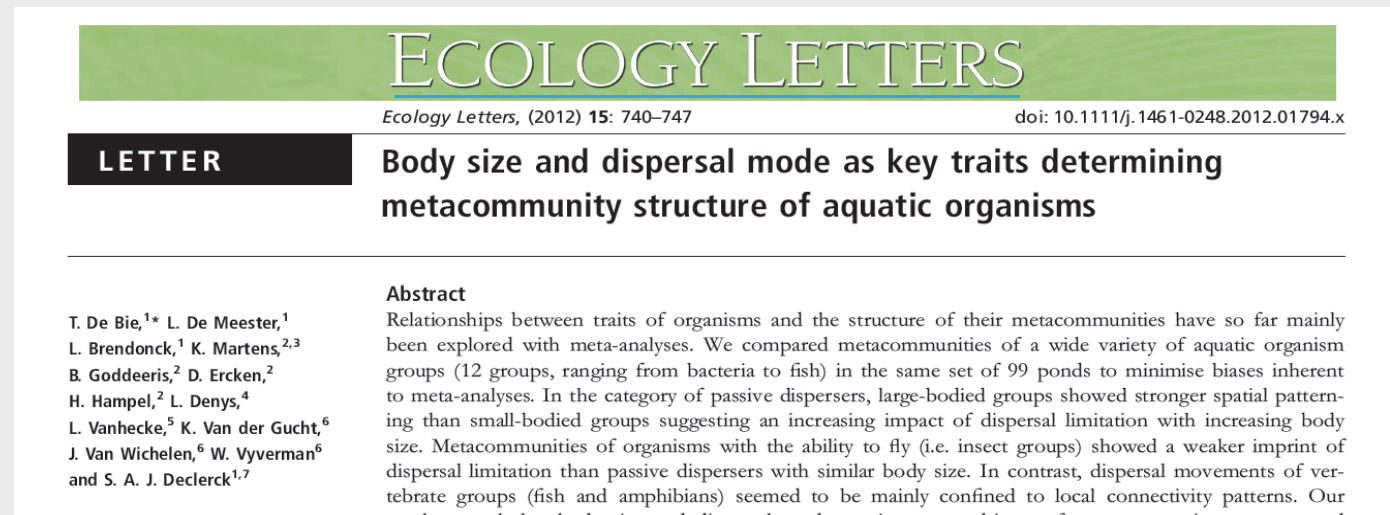 ECOLOGY LETTERS
Ecology Letters, (2012) 15: 740–747
doi: 10.1111/j.1461-0248.2012.01794.x
LETTER
Body size and dispersal mode as key traits determining
metacommunity structure of aquatic organisms
T. De Bie,1* L. De Meester,1
L. Brendonck,1 K. Martens,2,3
B. Goddeeris,2 D. Ercken,2
H. Hampel,2 L. Denys,4
L. Vanhecke,5 K. Van der Gucht,6
J. Van Wichelen,6 W. Vyverman6
and S. A. J. Declerck1,7
Abstract
Relationships between traits of organisms and the structure of their metacommunities have so far mainly
been explored with meta-analyses. We compared metacommunities of a wide variety of aquatic organism
groups (12 groups, ranging from bacteria to fish) in the same set of 99 ponds to minimise biases inherent
to meta-analyses. In the category of passive dispersers, large-bodied groups showed stronger spatial pattern-
ing than small-bodied groups suggesting an increasing impact of dispersal limitation with increasing body
size. Metacommunities of organisms with the ability to fly (i.e. insect groups) showed a weaker imprint of
dispersal limitation than passive dispersers with similar body size. In contrast, dispersal movements of ver-
tebrate groups (fish and amphibians) seemed to be mainly confined to local connectivity patterns. Our